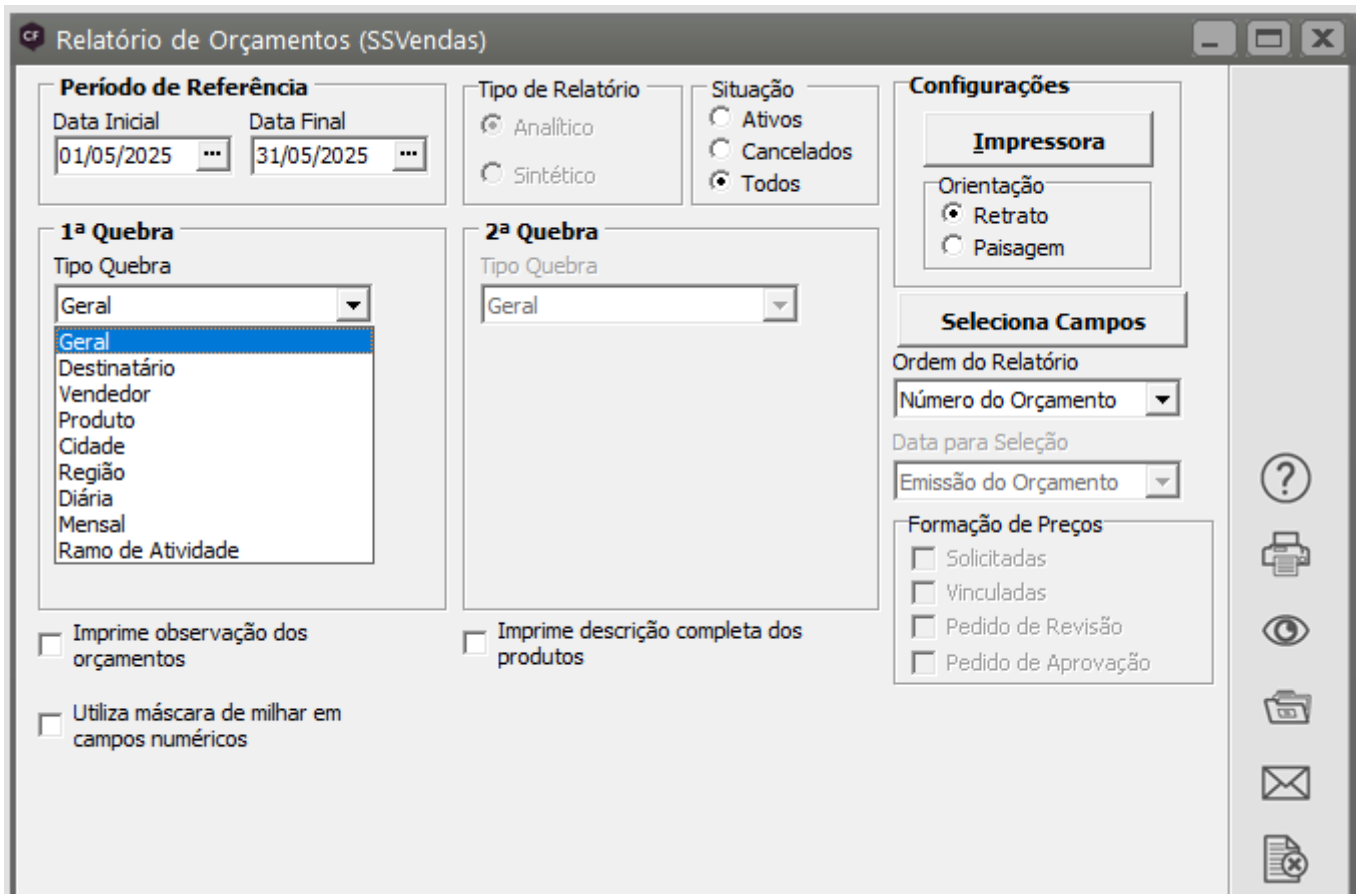 CF
Relatório de Orçamentos (SSVendas)
Período de Referência
Data Inicial
Data Final
01/05/2025 ...
31/05/2025 ...
Tipo de Relatório
Analítico
Sintético
Situação
Ativos
Cancelados
Todos
Configurações
Impressora
Orientação
Retrato
Paisagem
1ª Quebra
Tipo Quebra
Geral
Geral
Destinatário
Vendedor
Produto
Cidade
Região
Diária
Mensal
Ramo de Atividade
2ª Quebra
Tipo Quebra
Geral
Seleciona Campos
Ordem do Relatório
Número do Orçamento
Data para Seleção
Emissão do Orçamento
Formação de Preços
Solicitadas
Vinculadas
Pedido de Revisão
Pedido de Aprovação
Imprime observação dos
orçamentos
Imprime descrição completa dos
produtos
Utiliza máscara de milhar em
campos numéricos